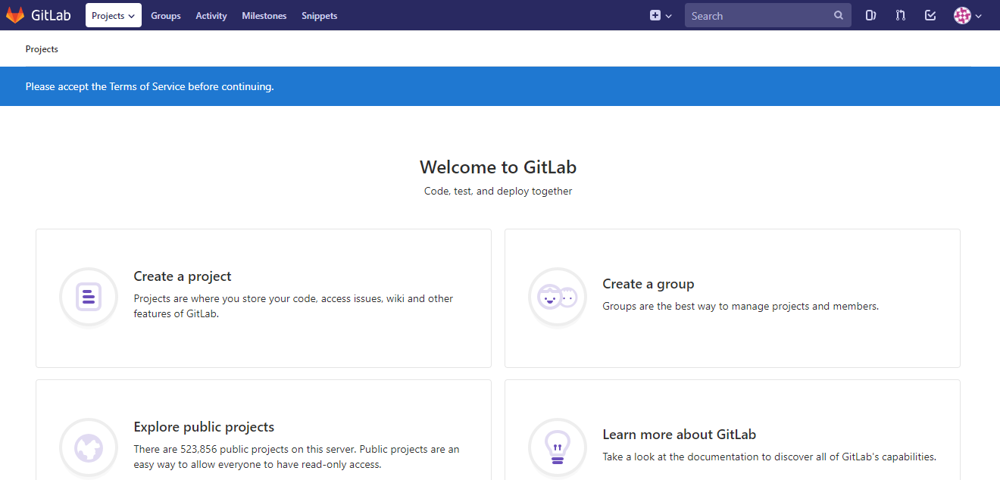 GitLab Projects Groups Activity Milestones Snippets Search
Projects
Please accept the Terms of Service before continuing.
Welcome to GitLab
Code, test, and deploy together
Create a project
Projects are where you store your code, access issues, wiki and other
features of GitLab.
Create a group
Groups are the best way to manage projects and members.
Explore public projects
There are 523,856 public projects on this server. Public projects are an
easy way to allow everyone to have read-only access.
Learn more about GitLab
Take a look at the documentation to discover all of GitLab's capabilities.